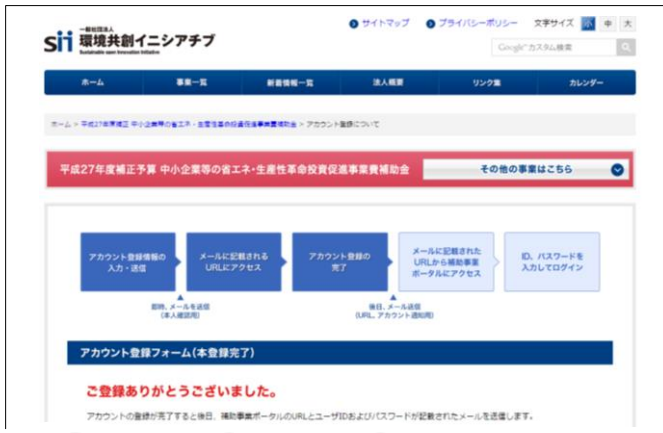 サイトマップ プライバシーポリシー 文字サイズ 小 中 大
一般社団法人
Sii 環境共創イニシアチブ
Sustainable open Innovation Initiative
Google カスタム検索
ホーム 事業一覧 新着情報一覧 法人概要 リンク集 カレンダー
ホーム > 平成27年度補正 中小企業等の省エネ・生産性革命投資促進事業費補助金 > アカウント登録について
平成27年度補正予算 中小企業等の省エネ・生産性革命投資促進事業費補助金 その他の事業はこちら
アカウント登録情報の
入力・送信
メールに記載される
URLにアクセス
アカウント登録の
完了
メールに記載された
URLから補助事業
ポータルにアクセス
ID、パスワードを
入力してログイン
即時、メールを送信
(本人確認用)
後日、メール送信
(URL、アカウント通知用)
アカウント登録フォーム(本登録完了)
ご登録ありがとうございました。
アカウントの登録が完了すると後日、補助事業ポータルのURLとユーザIDおよびパスワードが記載されたメールを送信します。